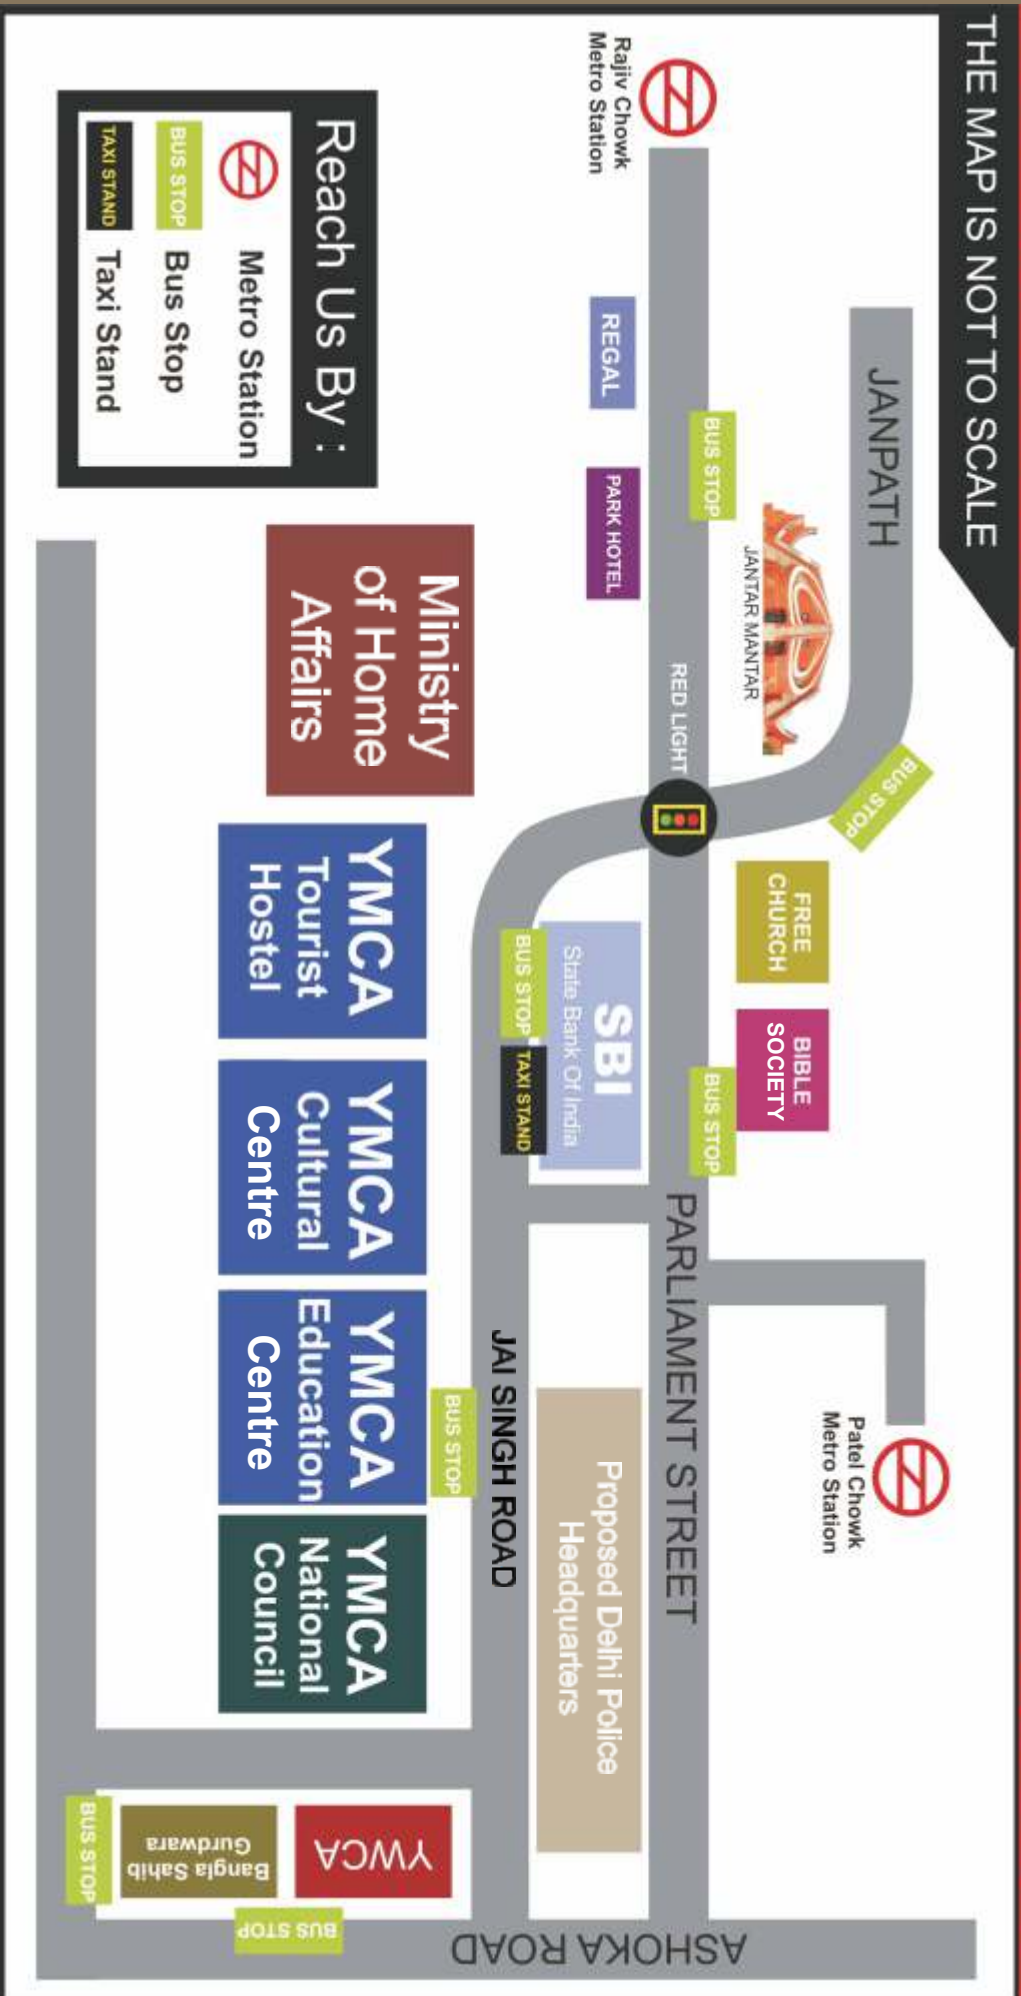 THE MAP IS NOT TO SCALE
JANPATH
Rajiv Chowk
Metro Station
REGAL
BUS STOP
PARK HOTEL
JANTAR MANTAR
RED LIGHT
BUS STOP
FREE
CHURCH
BIBLE
SOCIETY
BUS STOP
PARLIAMENT STREET
Patel Chowk
Metro Station
SBI
State Bank Of India
BUS STOP
TAXI STAND
Proposed Delhi Police
Headquarters
JAI SINGH ROAD
BUS STOP
Ministry
of Home
Affairs
YMCA
Tourist
Hostel
YMCA
Cultural
Centre
YMCA
Education
Centre
YMCA
National
Council
YWCA
Bangla Sahib
Gurdwara
BUS STOP
BUS STOP
ASHOKA ROAD
Reach Us By :
Metro Station
BUS STOP
Bus Stop
TAXI STAND
Taxi Stand